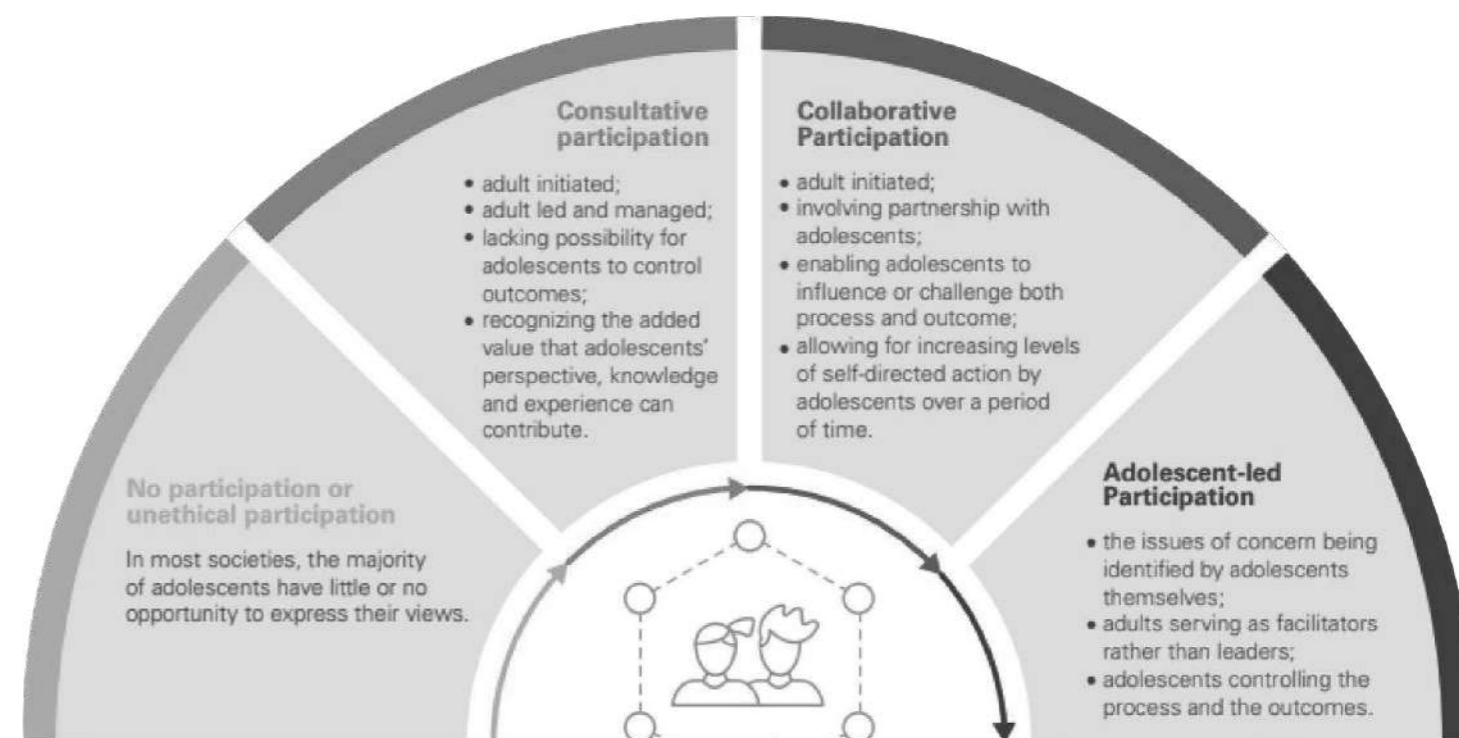 No participation or
unethical participation
In most societies, the majority
of adolescents have little or no
opportunity to express their views.
Consultative
participation
• adult initiated;
• adult led and managed;
• lacking possibility for
adolescents to control
outcomes;
• recognizing the added
value that adolescents’
perspective, knowledge
and experience can
contribute.
Collaborative
Participation
• adult initiated;
• involving partnership with
adolescents;
• enabling adolescents to
influence or challenge both
process and outcome;
• allowing for increasing levels
of self-directed action by
adolescents over a period
of time.
Adolescent-led
Participation
• the issues of concern being
identified by adolescents
themselves;
• adults serving as facilitators
rather than leaders;
• adolescents controlling the
process and the outcomes.